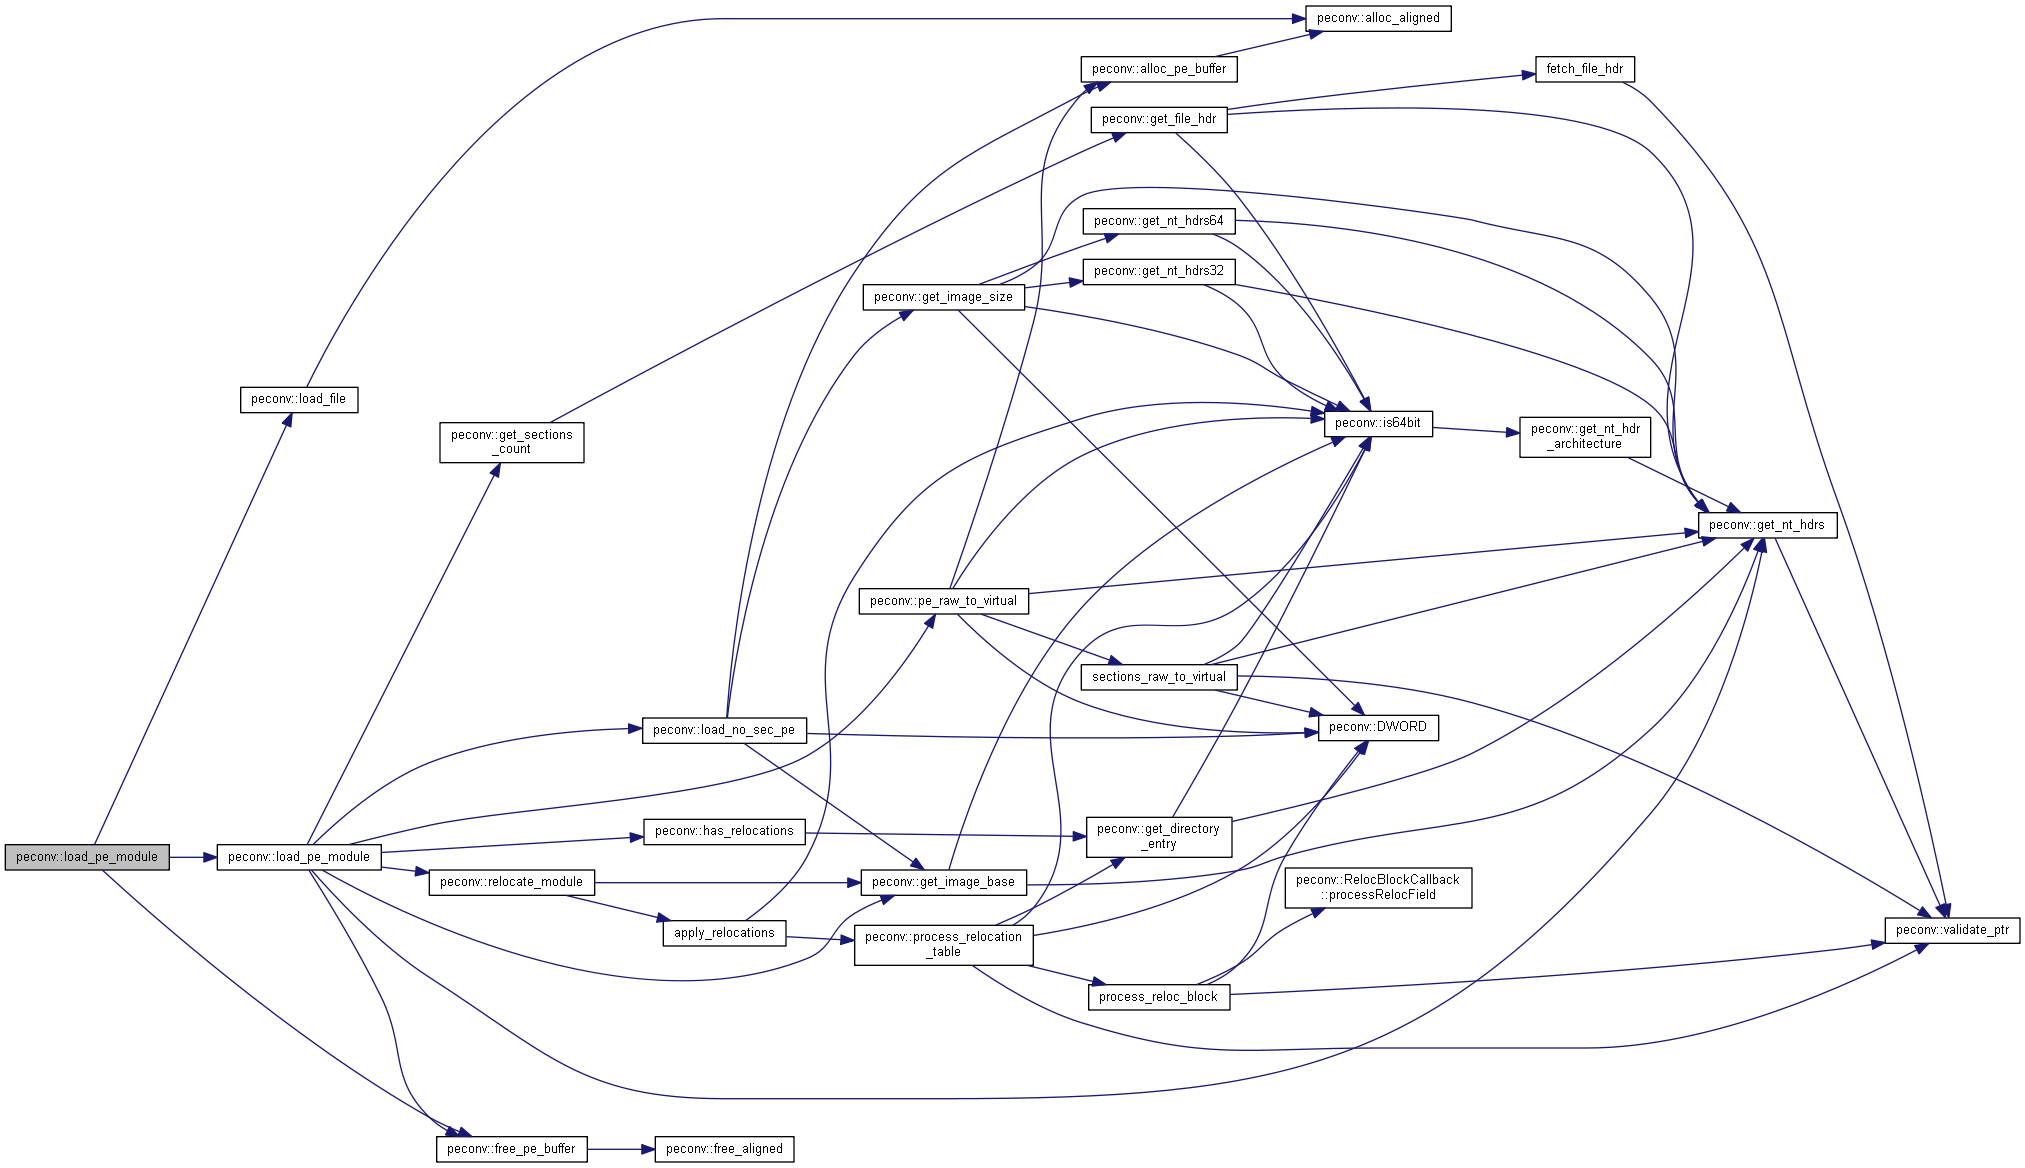 peconv::alloc_aligned
peconv::alloc_pe_buffer
fetch_file_hdr
peconv::get_file_hdr
peconv::get_nt_hdrs64
peconv::get_nt_hdrs32
peconv::get_image_size
peconv::load_file
peconv::is64bit
peconv::get_nt_hdr
_architecture
peconv::get_sections
_count
peconv::get_nt_hdrs
peconv::pe_raw_to_virtual
sections_raw_to_virtual
peconv::load_no_sec_pe
peconv::DWORD
peconv::has_relocations
peconv::get_directory
_entry
peconv::load_pe_module
peconv::load_pe_module
peconv::relocate_module
peconv::get_image_base
peconv::RelocBlockCallback
::processRelocField
apply_relocations
peconv::process_relocation
_table
peconv::validate_ptr
process_reloc_block
peconv::free_pe_buffer
peconv::free_aligned